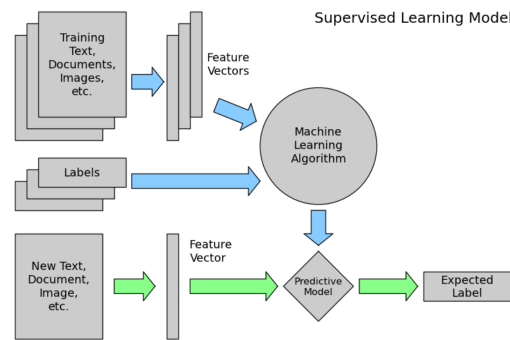 Supervised Learning Model
Training
Text,
Documents,
Images,
etc.
Feature
Vectors
Machine
Learning
Algorithm
Labels
New Text,
Document,
Image,
etc.
Feature
Vector
Predictive
Model
Expected
Label